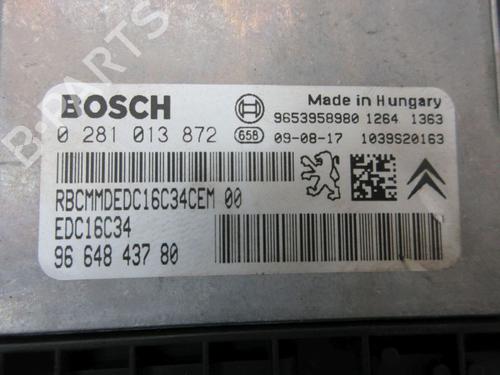 B-PARTS
BOSCH
Made in Hungary
9653958980 1264 1363
0 281 013 872
658
09-08-17 1039S20163
RBCMMDEDC16C34CEM 00
EDC16C34
96 648 437 80